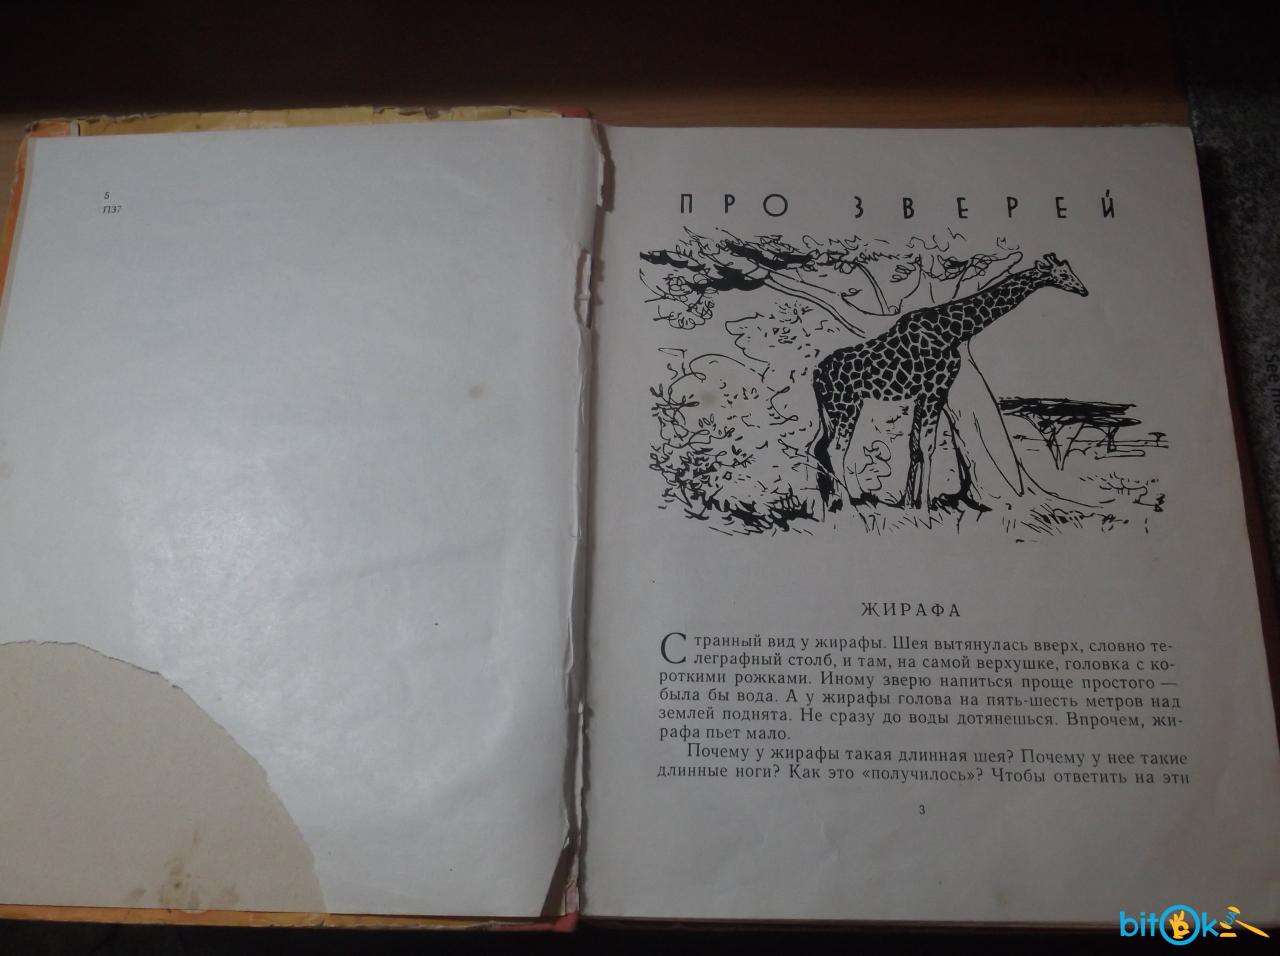 5
П37
ПРО ЗВЕРЕЙ
ЖИРАФА
Странный вид у жирафы. Шея вытянулась вверх, словно те-
леграфный столб, и там, на самой верхушке, головка с ко-
роткими рожками. Иному зверю напиться проще простого —
была бы вода. А у жирафы голова на пять-шесть метров над
землей поднята. Не сразу до воды дотянешься. Впрочем, жи-
рафа пьет мало.
Почему у жирафы такая длинная шея? Почему у нее такие
длинные ноги? Как это «получилось»? Чтобы ответить на эти
3
bitOk